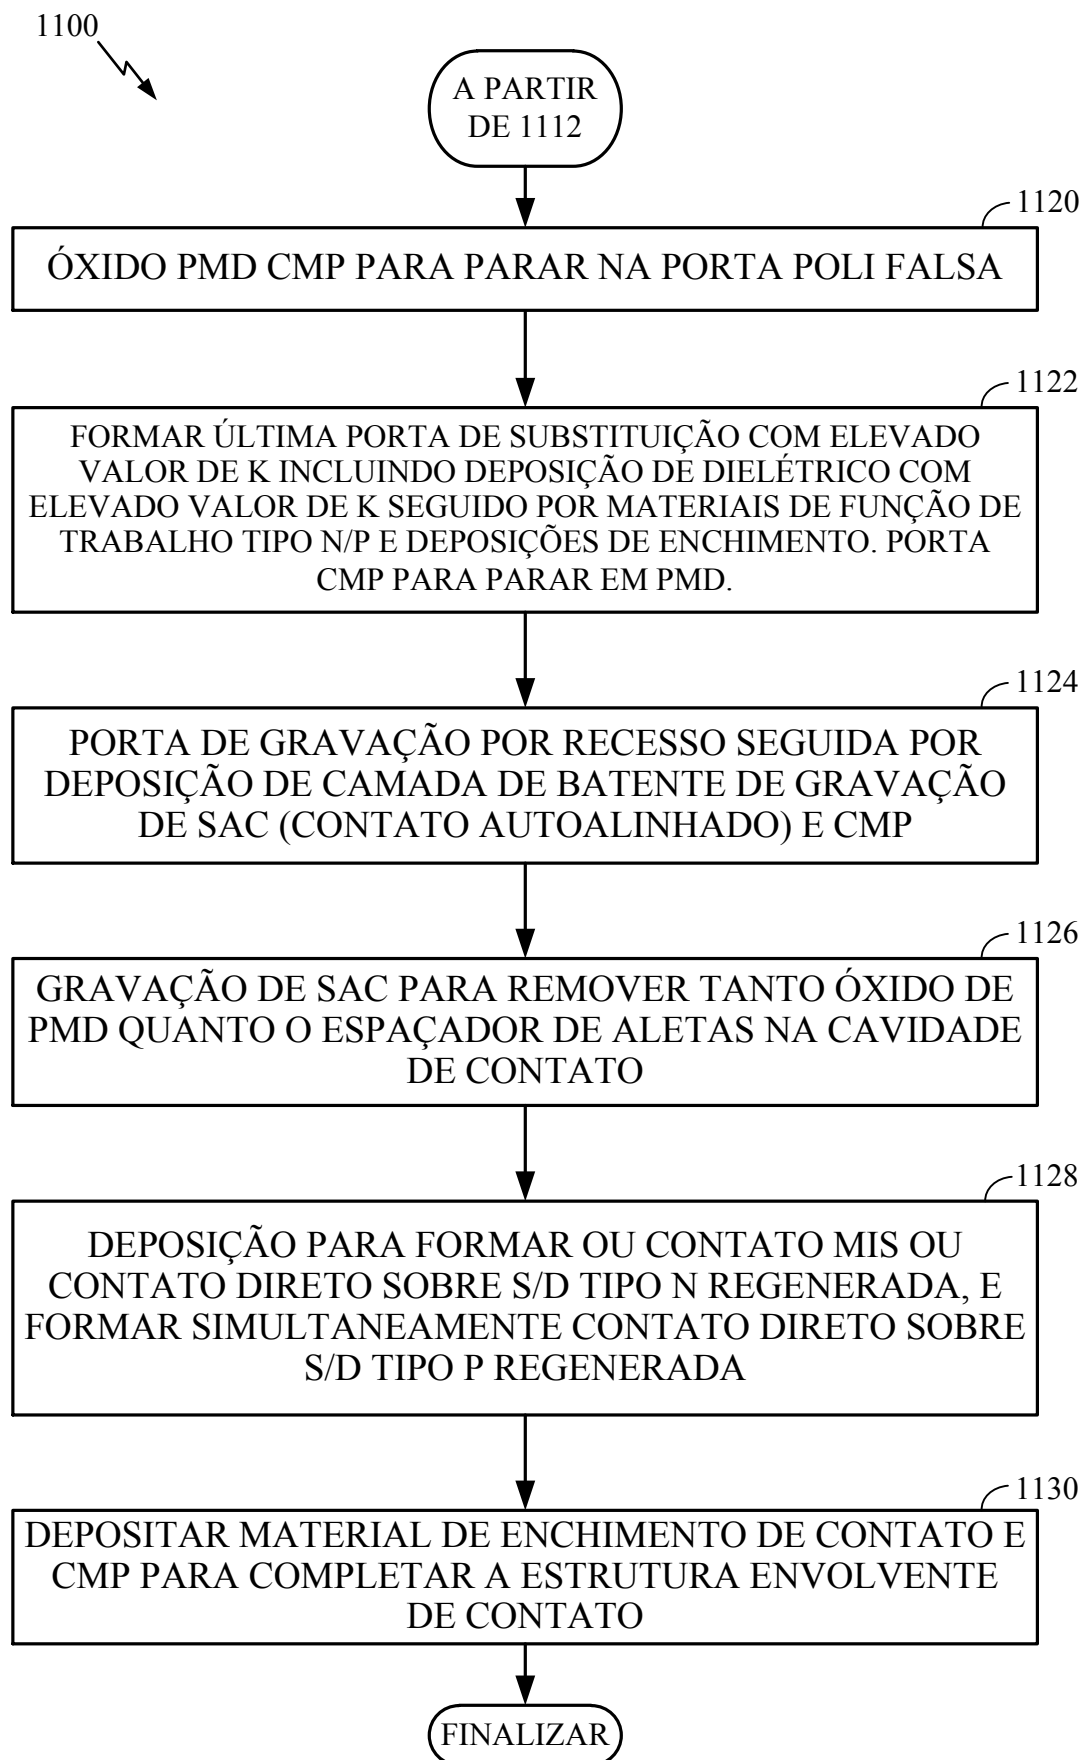 1100
A PARTIR
DE 1112
1120
ÓXIDO PMD CMP PARA PARAR NA PORTA POLI FALSA
1122
FORMAR ÚLTIMA PORTA DE SUBSTITUIÇÃO COM ELEVADO
VALOR DE K INCLUINDO DEPOSIÇÃO DE DIELÉTRICO COM
ELEVADO VALOR DE K SEGUIDO POR MATERIAIS DE FUNÇÃO DE
TRABALHO TIPO N/P E DEPOSIÇÕES DE ENCHIMENTO. PORTA
CMP PARA PARAR EM PMD.
1124
PORTA DE GRAVAÇÃO POR RECESSO SEGUIDA POR
DEPOSIÇÃO DE CAMADA DE BATENTE DE GRAVAÇÃO
DE SAC (CONTATO AUTOALINHADO) E CMP
1126
GRAVAÇÃO DE SAC PARA REMOVER TANTO ÓXIDO DE
PMD QUANTO O ESPAÇADOR DE ALETAS NA CAVIDADE
DE CONTATO
1128
DEPOSIÇÃO PARA FORMAR OU CONTATO MIS OU
CONTATO DIRETO SOBRE S/D TIPO N REGENERADA, E
FORMAR SIMULTANEAMENTE CONTATO DIRETO SOBRE
S/D TIPO P REGENERADA
1130
DEPOSITAR MATERIAL DE ENCHIMENTO DE CONTATO E
CMP PARA COMPLETAR A ESTRUTURA ENVOLVENTE
DE CONTATO
FINALIZAR